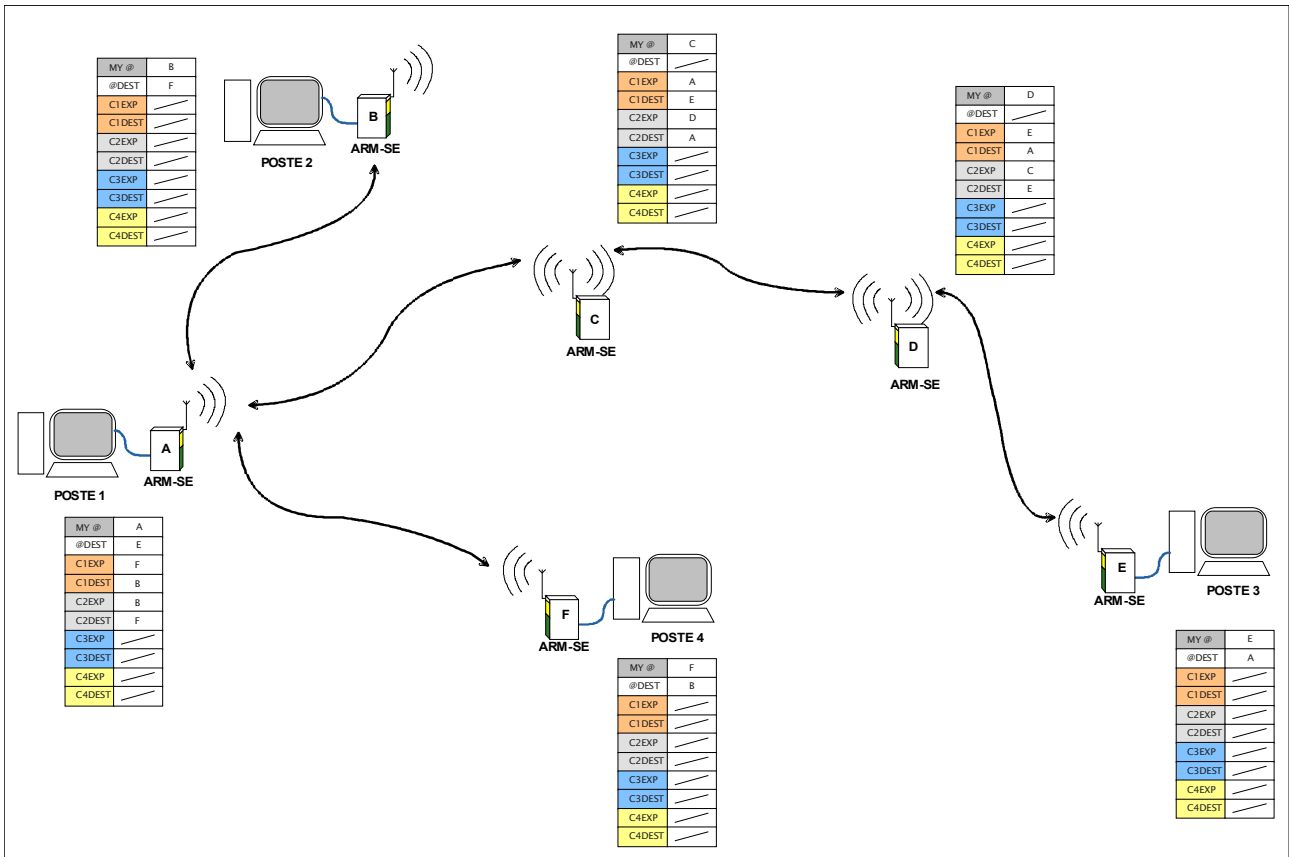 MY @ B
@DEST F
C1EXP
C1DEST
C2EXP
C2DEST
C3EXP
C3DEST
C4EXP
C4DEST
B
POSTE 2
ARM-SE
MY @ C
@DEST
C1EXP A
C1DEST E
C2EXP D
C2DEST A
C3EXP
C3DEST
C4EXP
C4DEST
MY @ D
@DEST
C1EXP E
C1DEST A
C2EXP C
C2DEST E
C3EXP
C3DEST
C4EXP
C4DEST
C
ARM-SE
D
ARM-SE
A
ARM-SE
POSTE 1
MY @ A
@DEST E
C1EXP F
C1DEST B
C2EXP B
C2DEST F
C3EXP
C3DEST
C4EXP
C4DEST
F
ARM-SE
POSTE 4
MY @ F
@DEST B
C1EXP
C1DEST
C2EXP
C2DEST
C3EXP
C3DEST
C4EXP
C4DEST
E
ARM-SE
POSTE 3
MY @ E
@DEST A
C1EXP
C1DEST
C2EXP
C2DEST
C3EXP
C3DEST
C4EXP
C4DEST